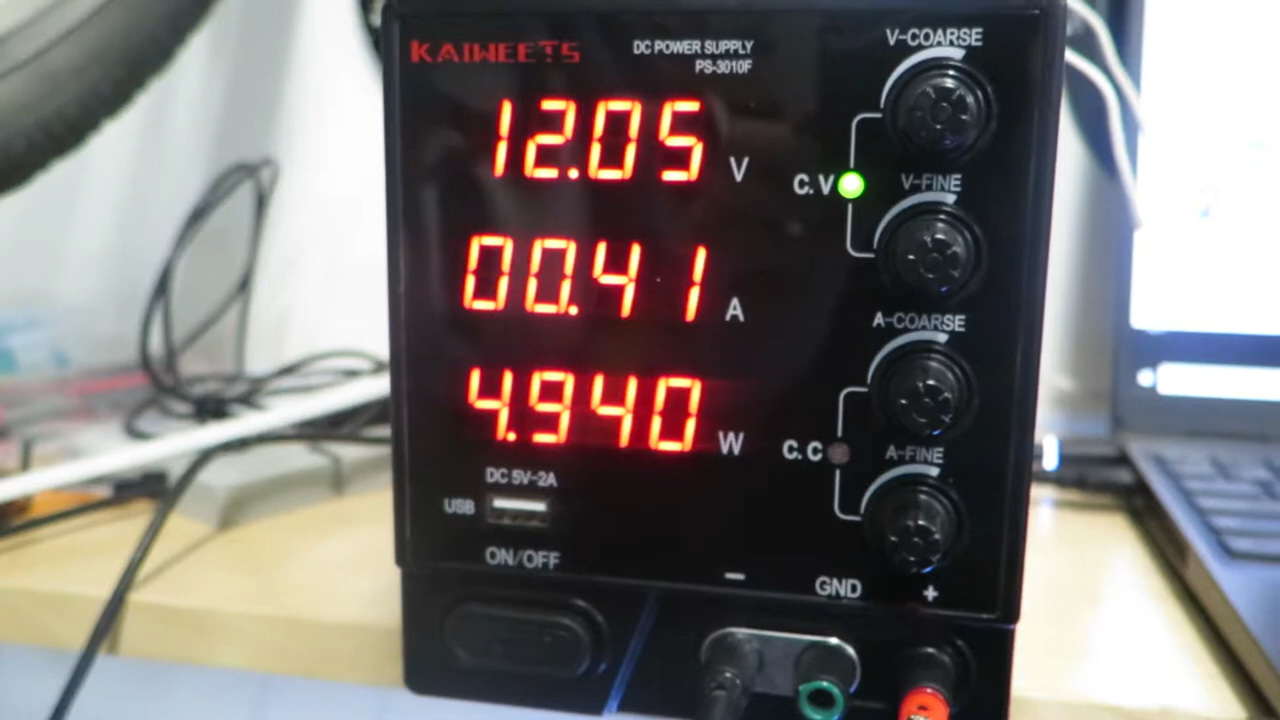 KAIWEETS
DC POWER SUPPLY
PS-3010F
V-COARSE
12.05 V
C.V
V-FINE
00.41 A
A-COARSE
4.940 W
C.C
A-FINE
DC 5V-2A
USB
ON/OFF
−
GND
+